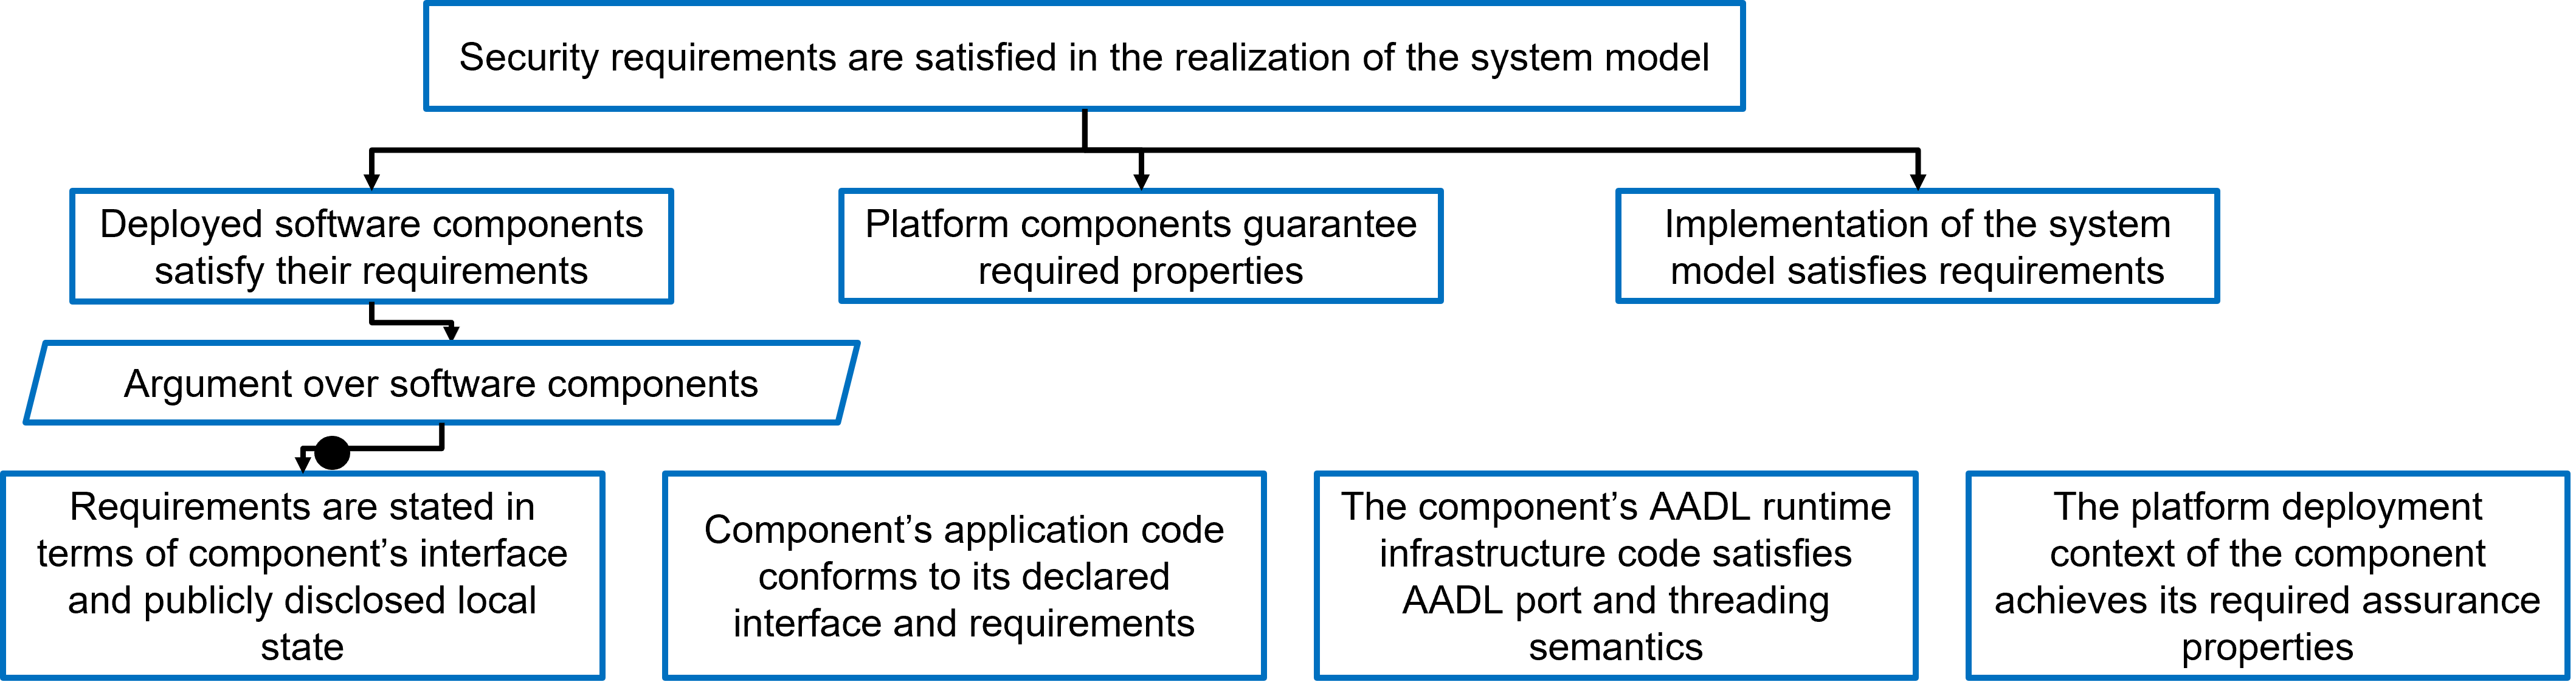 Security requirements are satisfied in the realization of the system model
Deployed software components
satisfy their requirements
Platform components guarantee
required properties
Implementation of the system
model satisfies requirements
Argument over software components
Requirements are stated in
terms of component’s interface
and publicly disclosed local
state
Component’s application code
conforms to its declared
interface and requirements
The component’s AADL runtime
infrastructure code satisfies
AADL port and threading
semantics
The platform deployment
context of the component
achieves its required assurance
properties